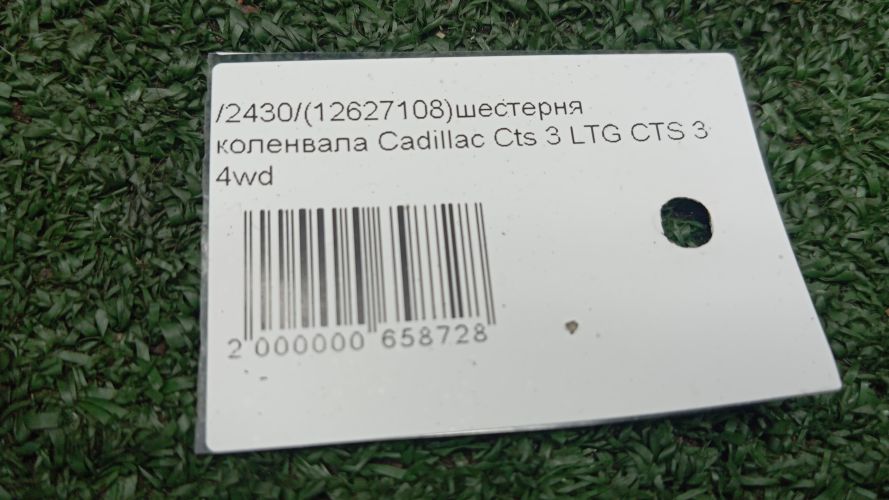 /2430/(12627108)шестерня
коленвала Cadillac Cts 3 LTG CTS 3
4wd
2 000000 658728